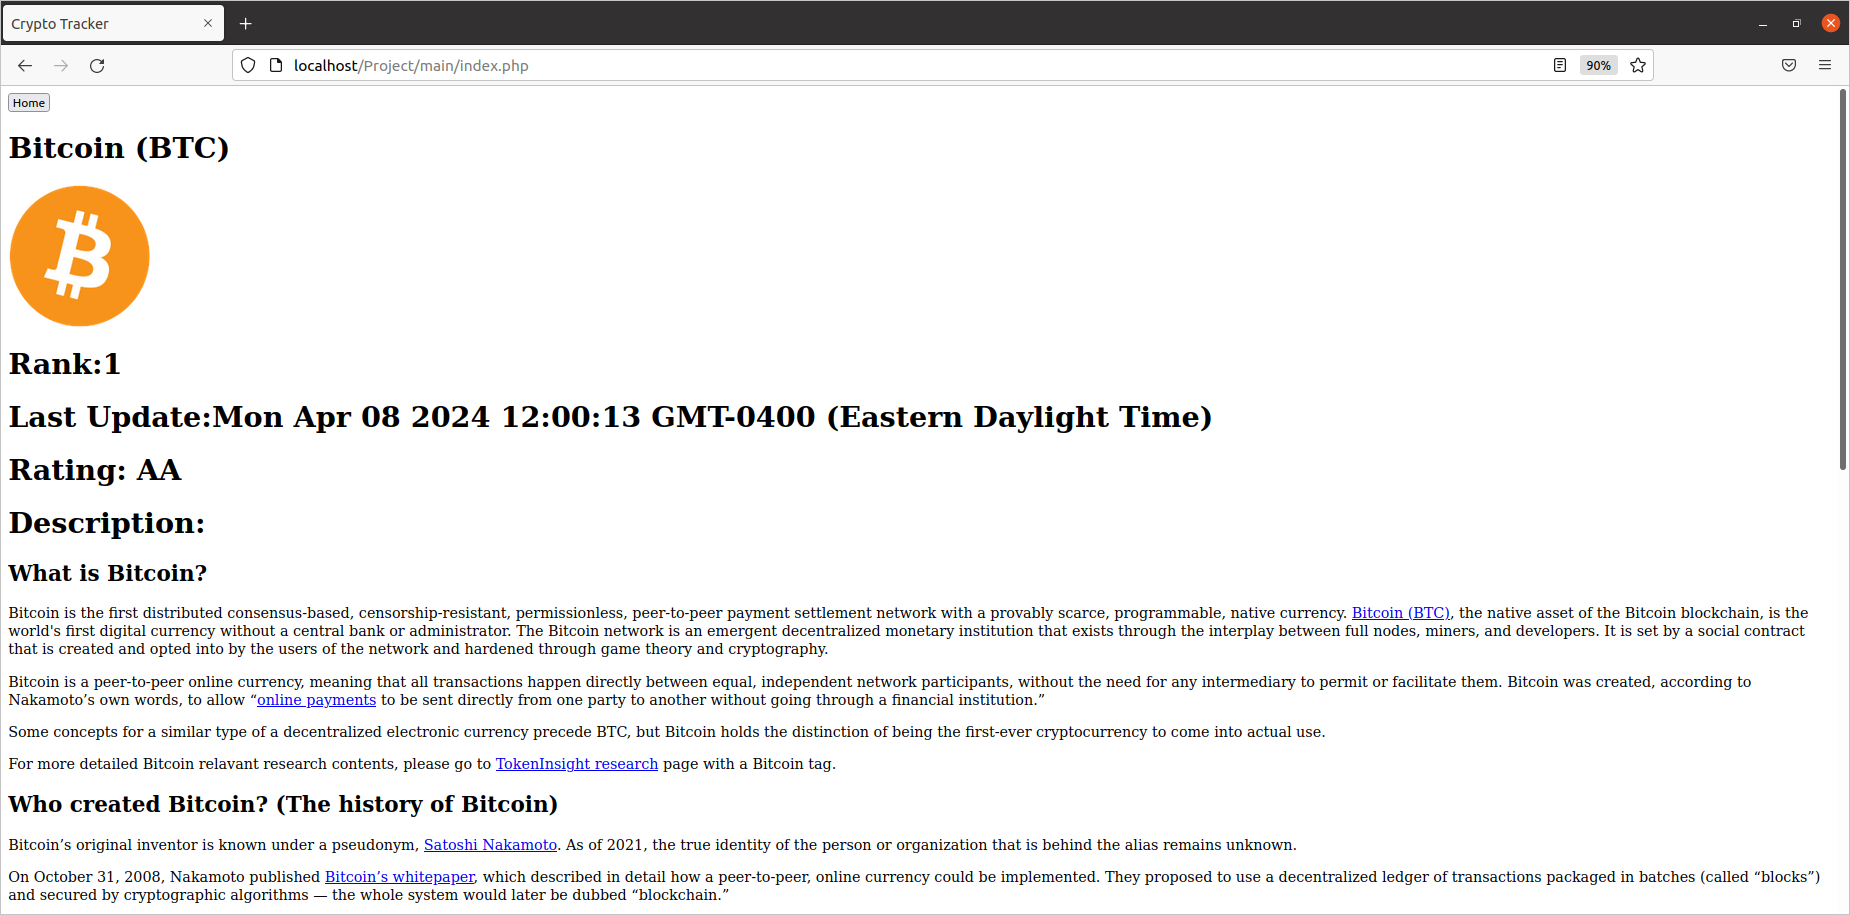 Crypto Tracker
localhost/Project/main/index.php
90%
Home
Bitcoin (BTC)
Rank:1
Last Update:Mon Apr 08 2024 12:00:13 GMT-0400 (Eastern Daylight Time)
Rating: AA
Description:
What is Bitcoin?
Bitcoin is the first distributed consensus-based, censorship-resistant, permissionless, peer-to-peer payment settlement network with a provably scarce, programmable, native currency. Bitcoin (BTC), the native asset of the Bitcoin blockchain, is the
world's first digital currency without a central bank or administrator. The Bitcoin network is an emergent decentralized monetary institution that exists through the interplay between full nodes, miners, and developers. It is set by a social contract
that is created and opted into by the users of the network and hardened through game theory and cryptography.
Bitcoin is a peer-to-peer online currency, meaning that all transactions happen directly between equal, independent network participants, without the need for any intermediary to permit or facilitate them. Bitcoin was created, according to
Nakamoto’s own words, to allow “online payments to be sent directly from one party to another without going through a financial institution.”
Some concepts for a similar type of a decentralized electronic currency precede BTC, but Bitcoin holds the distinction of being the first-ever cryptocurrency to come into actual use.
For more detailed Bitcoin relavant research contents, please go to TokenInsight research page with a Bitcoin tag.
Who created Bitcoin? (The history of Bitcoin)
Bitcoin’s original inventor is known under a pseudonym, Satoshi Nakamoto. As of 2021, the true identity of the person or organization that is behind the alias remains unknown.
On October 31, 2008, Nakamoto published Bitcoin’s whitepaper, which described in detail how a peer-to-peer, online currency could be implemented. They proposed to use a decentralized ledger of transactions packaged in batches (called “blocks”)
and secured by cryptographic algorithms — the whole system would later be dubbed “blockchain.”